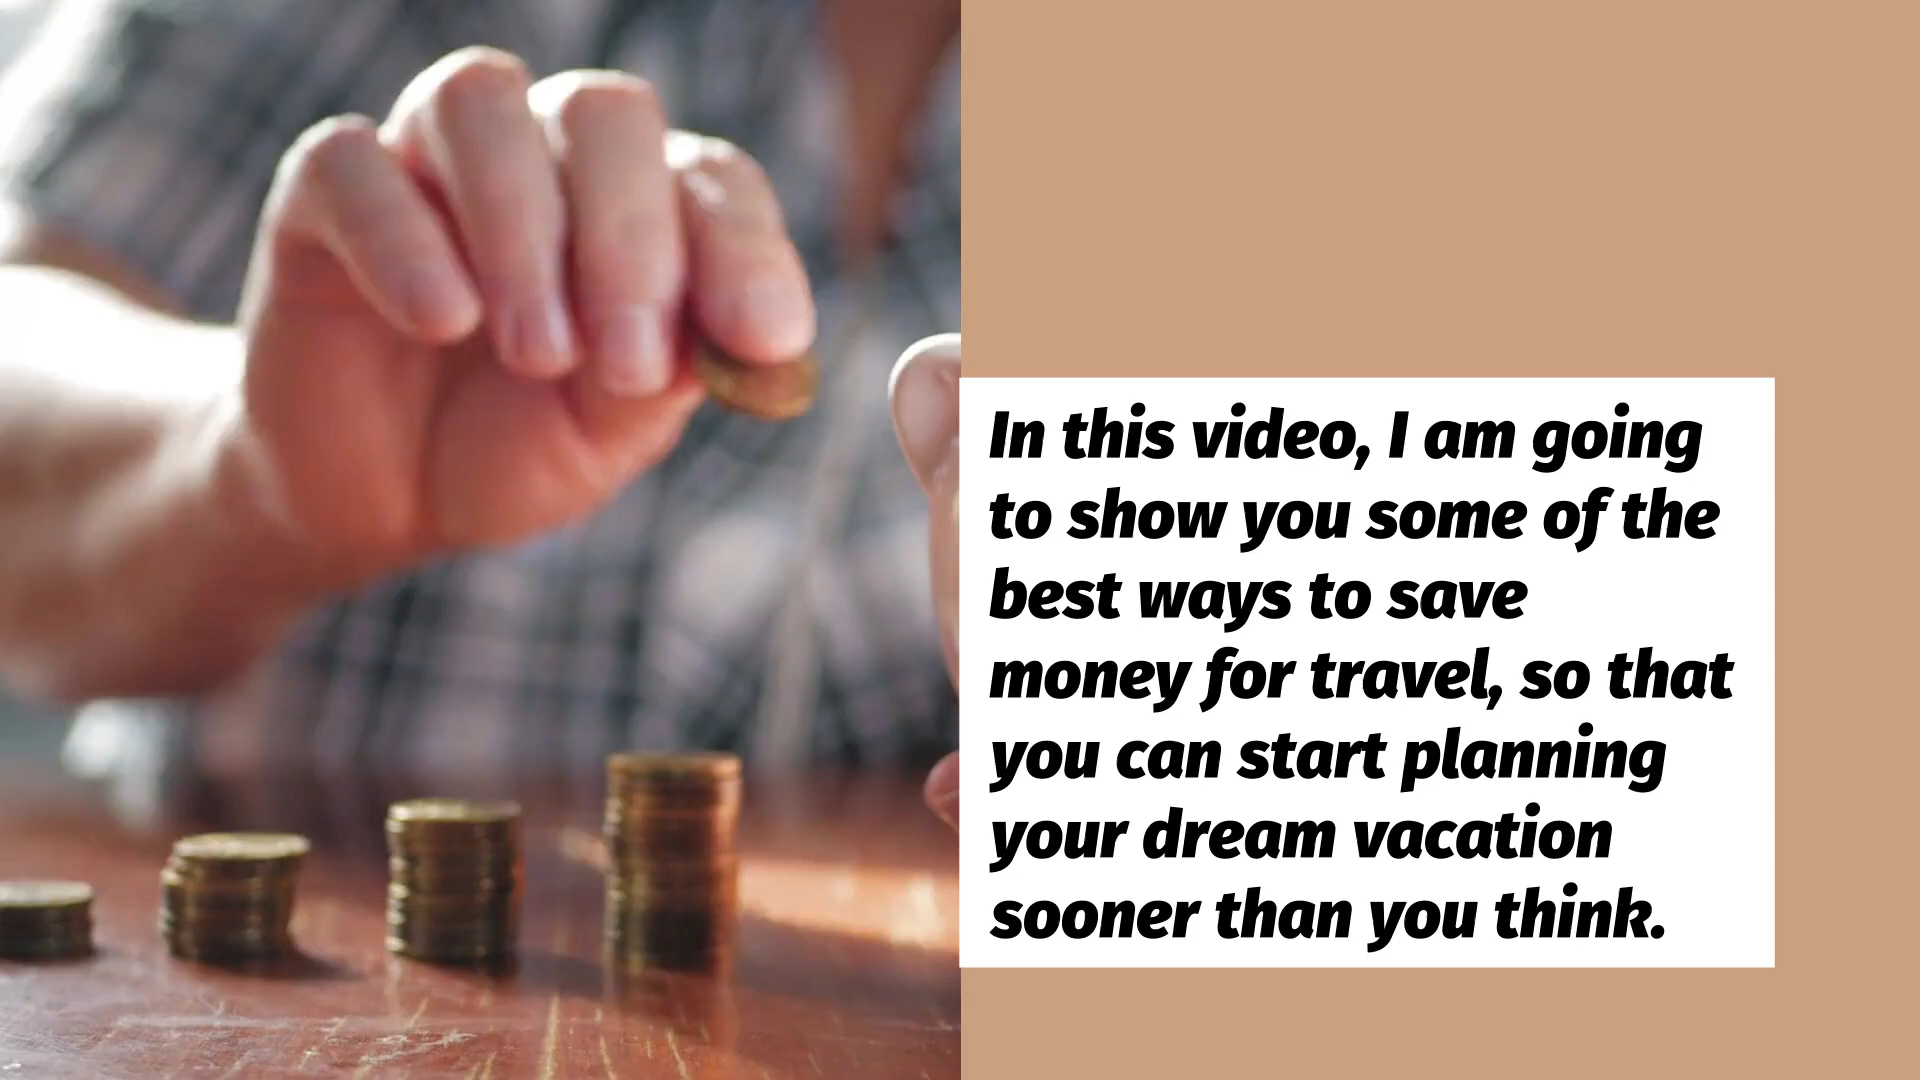 In this video, I am going
to show you some of the
best ways to save
money for travel, so that
you can start planning
your dream vacation
sooner than you think.